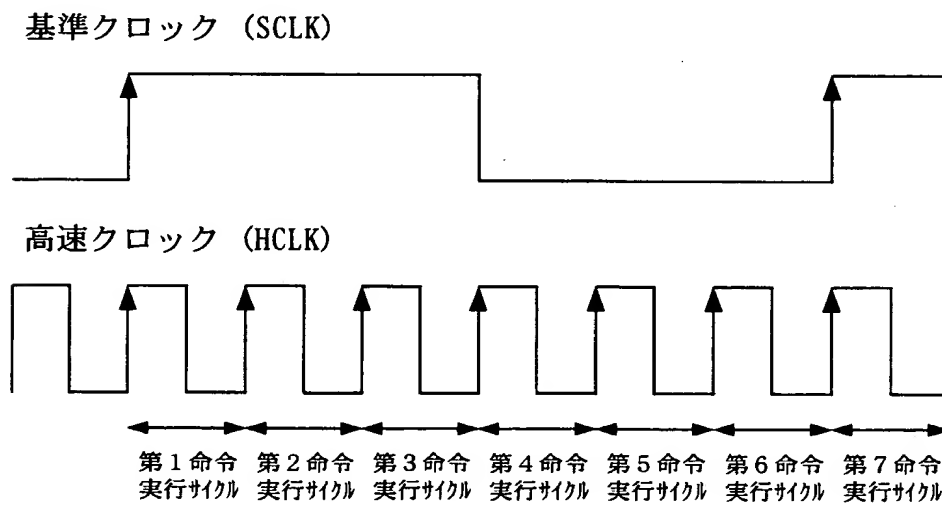 基準クロック (SCLK)
高速クロック (HCLK)
第1命令 第2命令 第3命令 第4命令 第5命令 第6命令 第7命令
実行ｻｲｸﾙ 実行ｻｲｸﾙ 実行ｻｲｸﾙ 実行ｻｲｸﾙ 実行ｻｲｸﾙ 実行ｻｲｸﾙ 実行ｻｲｸﾙ